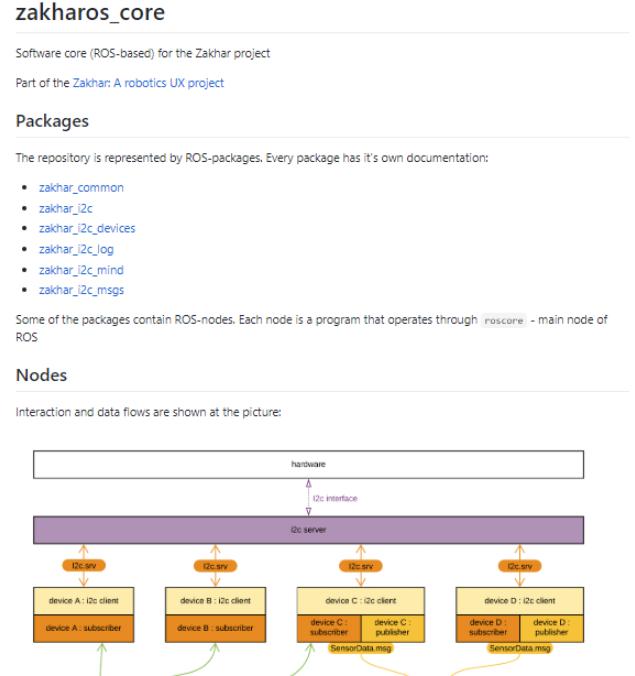 zakharos_core
Software core (ROS-based) for the Zakhar project
Part of the Zakhar: A robotics UX project
Packages
The repository is represented by ROS-packages. Every package has it's own documentation:
zakhar_common
zakhar_i2c
zakhar_i2c_devices
zakhar_i2c_log
zakhar_i2c_mind
zakhar_i2c_msgs
Some of the packages contain ROS-nodes. Each node is a program that operates through roscore - main node of
ROS
Nodes
Interaction and data flows are shown at the picture:
hardware
I2c interface
i2c server
I2c.srv
I2c.srv
I2c.srv
I2c.srv
device A : i2c client
device B : i2c client
device C : i2c client
device D : i2c client
device A : subscriber
device B : subscriber
device C :
subscriber
device C :
publisher
device D :
subscriber
device D :
publisher
SensorData.msg
SensorData.msg